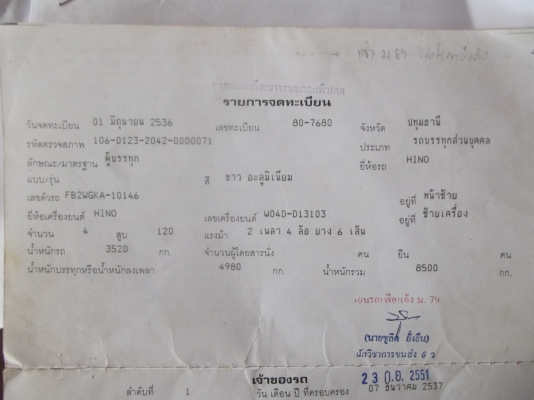 รายการจดทะเบียน
วันจดทะเบียน 01 มิถุนายน 2536 เลขทะเบียน 80-7680 จังหวัด ปทุมธานี
รหัสตรวจสภาพ 106-0123-2042-0000071 ประเภท รถบรรทุกส่วนบุคคล
ลักษณะ/มาตรฐาน ตู้บรรทุก ยี่ห้อรถ HINO
แบบ/รุ่น สี ขาว อะลูมิเนียม
เลขตัวรถ FB2WGKA-10146 อยู่ที่ หน้าซ้าย
ยี่ห้อเครื่องยนต์ HINO เลขเครื่องยนต์ W04D-D13103 อยู่ที่ ซ้ายเครื่อง
จำนวน 4 สูบ 120 แรงม้า 2 เพลา 4 ล้อ ยาง 6 เส้น
น้ำหนักรถ 3520 กก. จำนวนผู้โดยสารนั่ง คน ยืน คน
น้ำหนักบรรทุกหรือน้ำหนักลงเพลา 4980 กก. น้ำหนักรวม 8500 กก.
น. 79
นักวิชาการขนส่ง 6 ว
23 ก.ย. 2551
เจ้าของรถ
ลำดับที่ 1 วัน เดือน ปี ที่ครอบครอง 07 ธันวาคม 2537